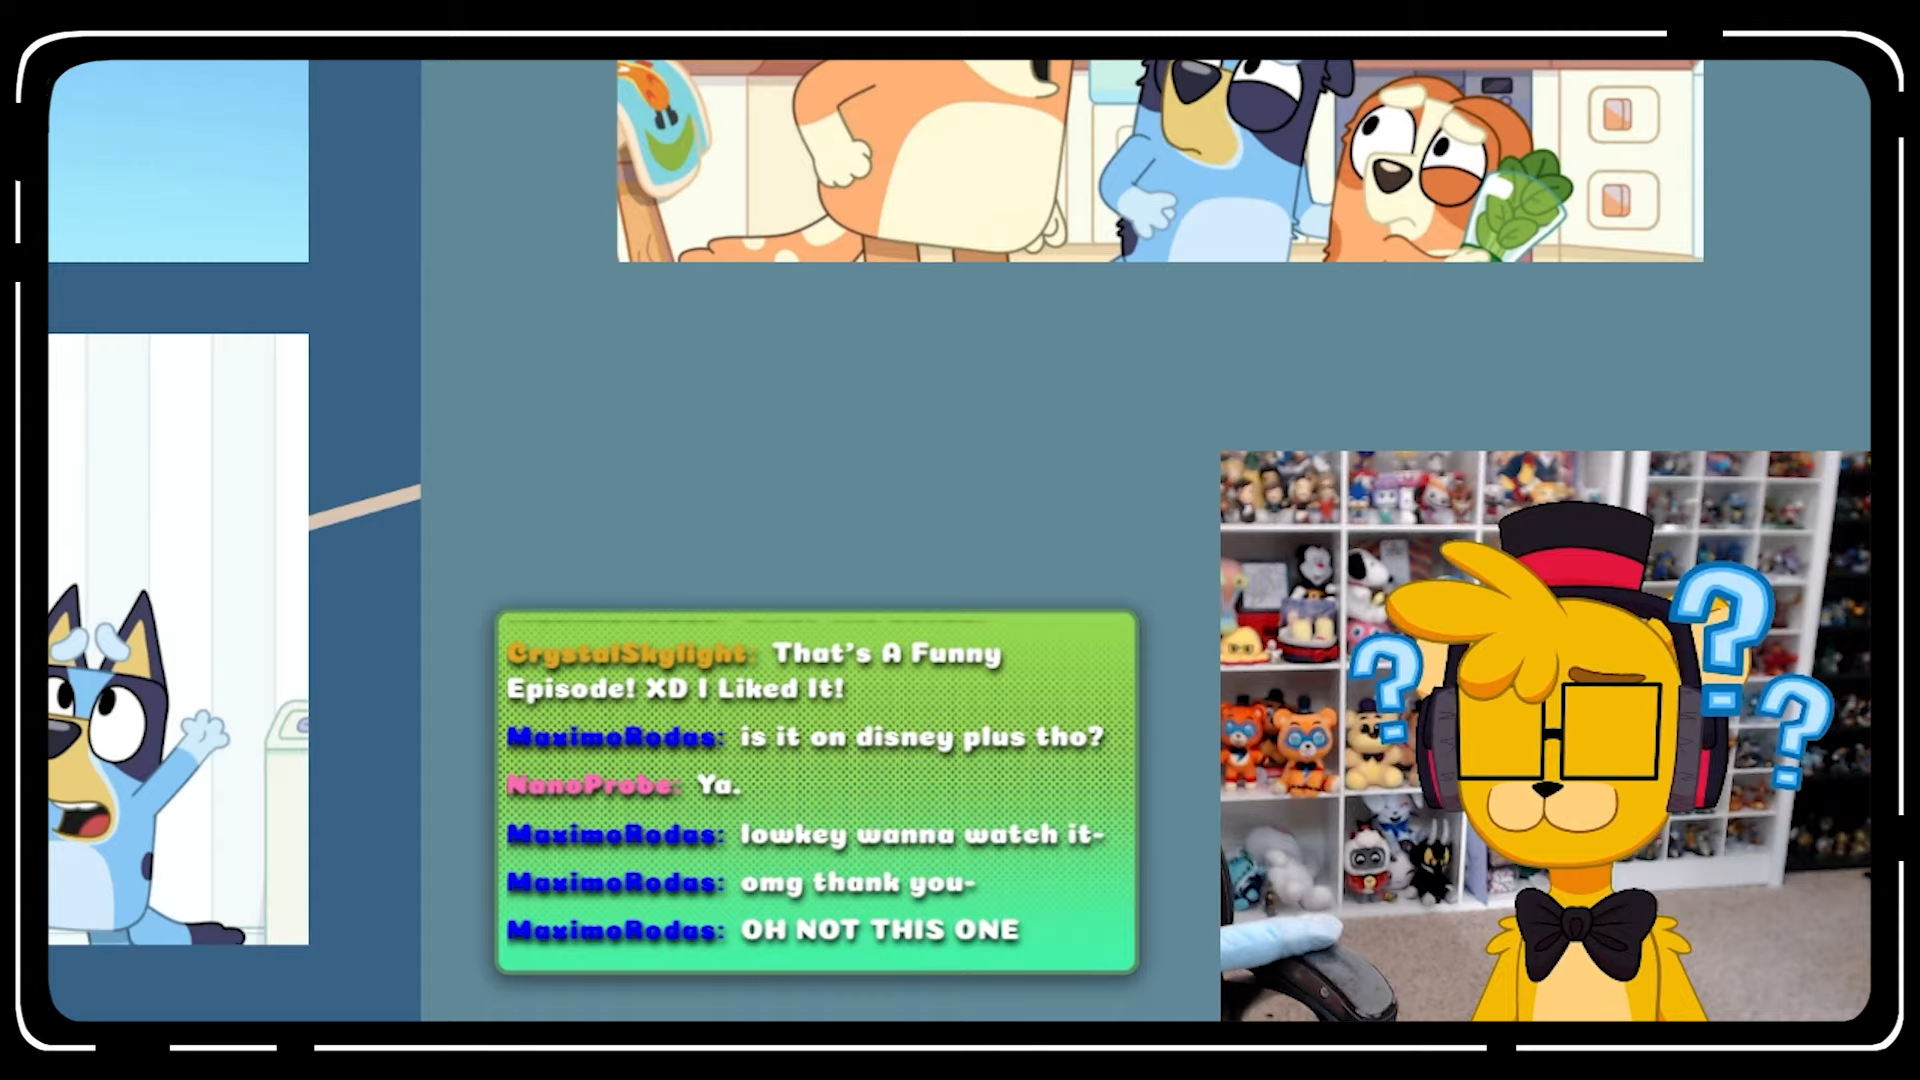 CrystalSkylight: That's A Funny
Episode! XD I Liked It!
MaximoRodas: is it on disney plus tho?
NanoProbe: Ya.
MaximoRodas: lowkey wanna watch it-
MaximoRodas: omg thank you-
MaximoRodas: OH NOT THIS ONE
? ? ?